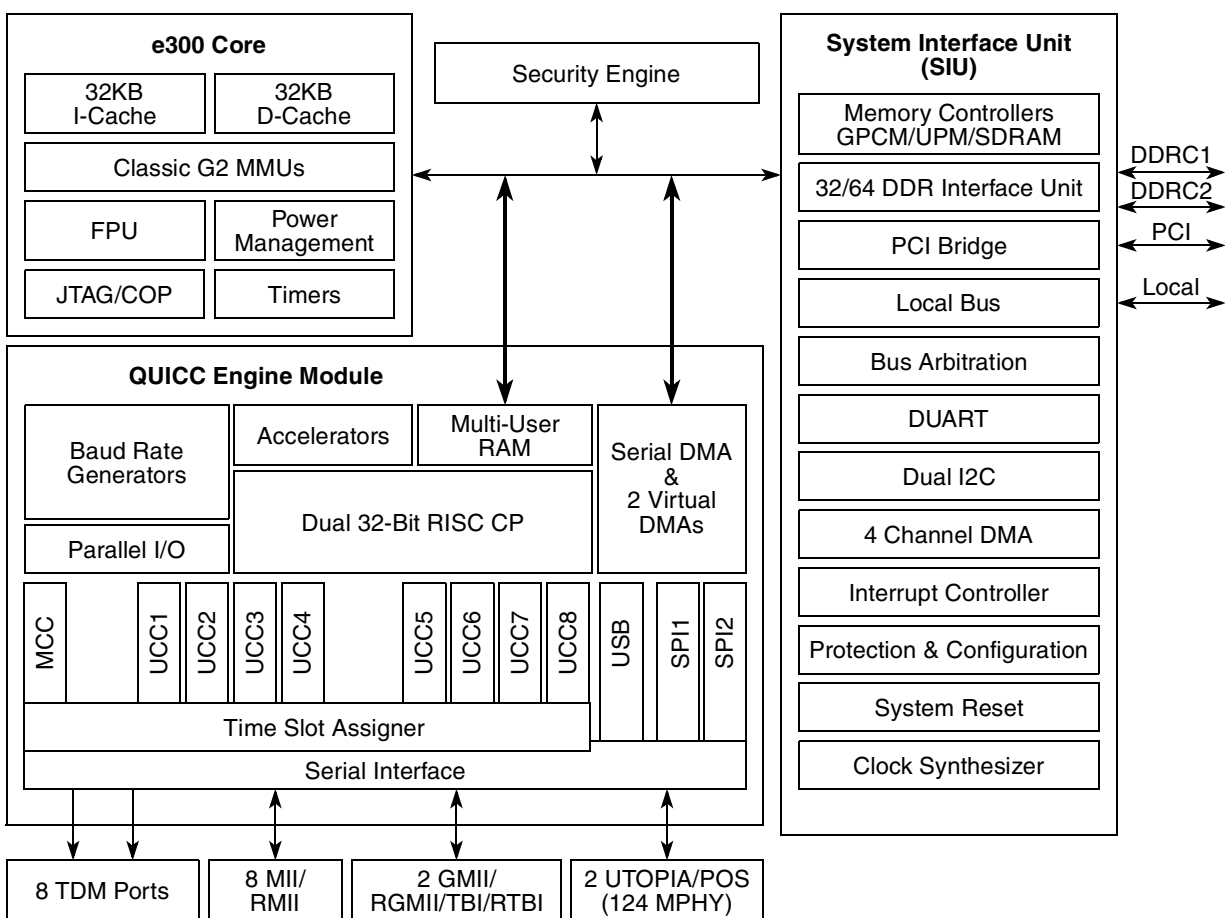 e300 Core
32KB
I-Cache
32KB
D-Cache
Classic G2 MMUs
FPU
Power
Management
JTAG/COP
Timers
Security Engine
System Interface Unit
(SIU)
Memory Controllers
GPCM/UPM/SDRAM
32/64 DDR Interface Unit
PCI Bridge
Local Bus
Bus Arbitration
DUART
Dual I2C
4 Channel DMA
Interrupt Controller
Protection & Configuration
System Reset
Clock Synthesizer
DDRC1
DDRC2
PCI
Local
QUICC Engine Module
Baud Rate
Generators
Parallel I/O
Accelerators
Multi-User
RAM
Dual 32-Bit RISC CP
Serial DMA
&
2 Virtual
DMAs
MCC
UCC1
UCC2
UCC3
UCC4
UCC5
UCC6
UCC7
UCC8
USB
SPI1
SPI2
Time Slot Assigner
Serial Interface
8 TDM Ports
8 MII/
RMII
2 GMII/
RGMII/TBI/RTBI
2 UTOPIA/POS
(124 MPHY)